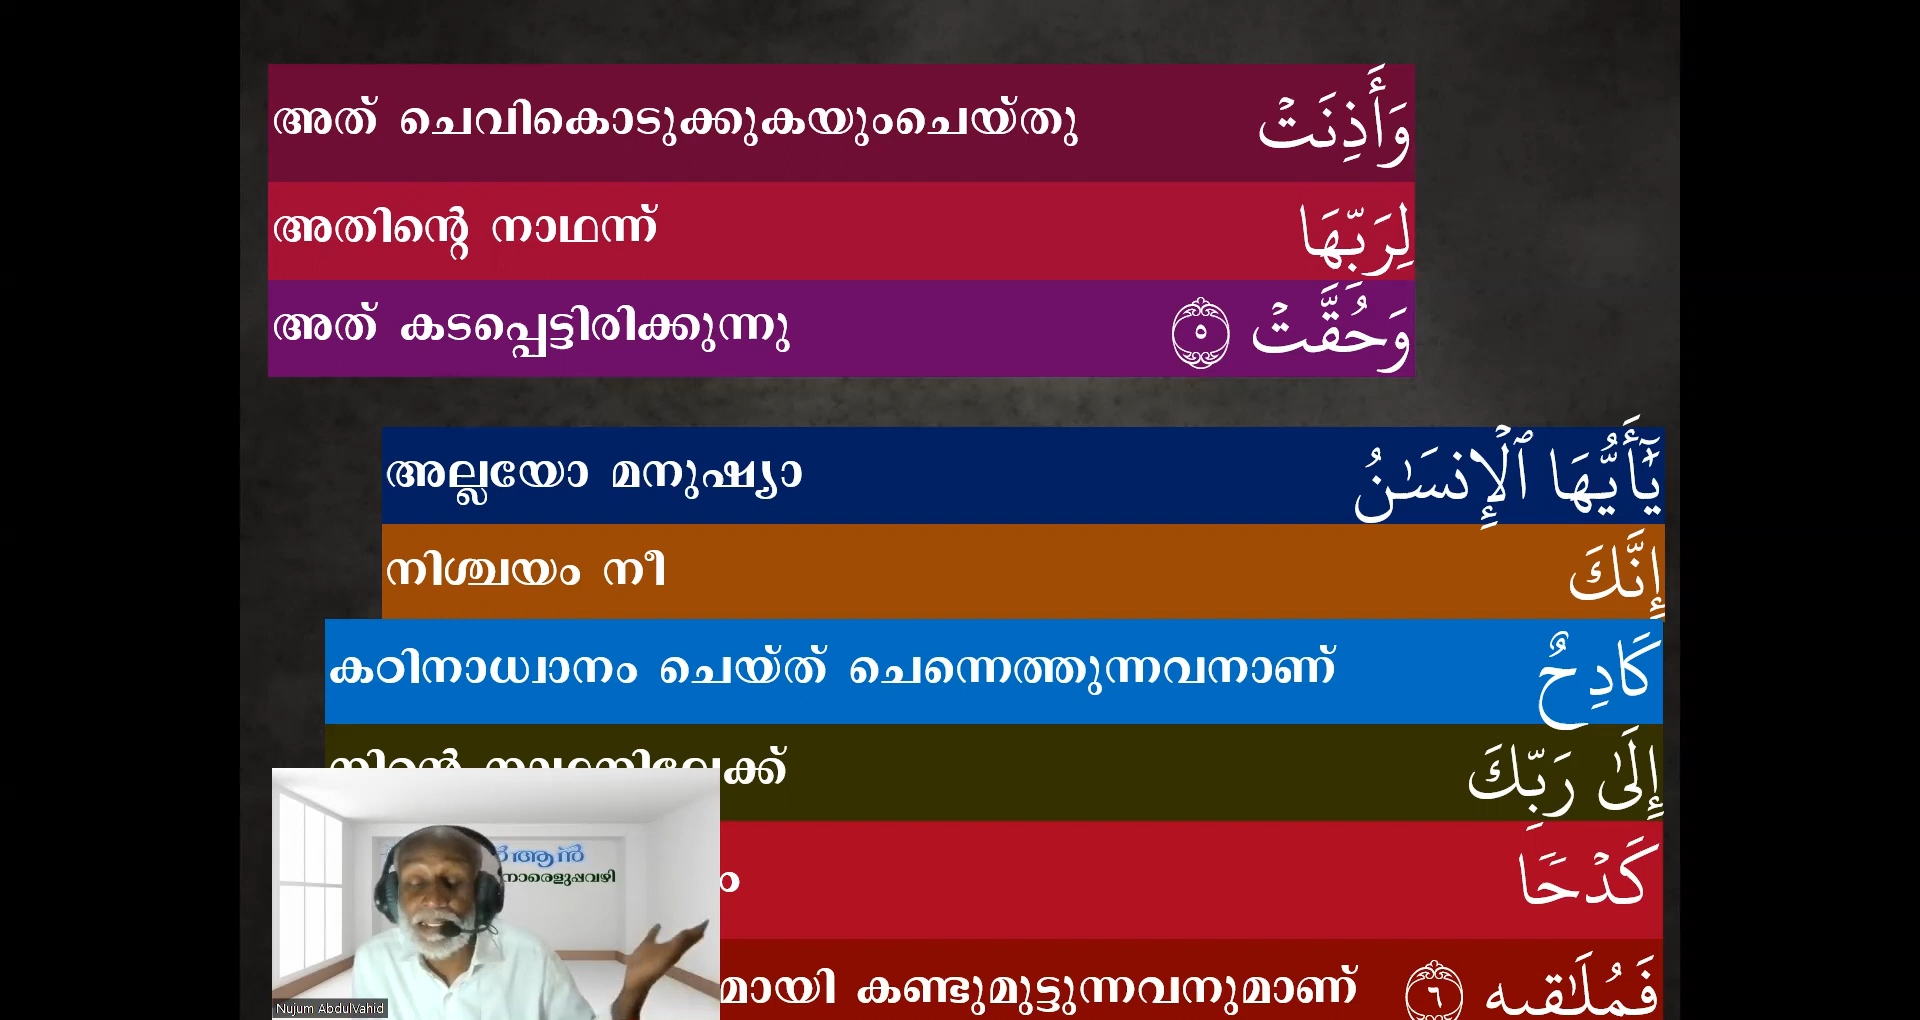 അത് ചെവികൊടുക്കുകയുംചെയ്തു وَأَذِنَتۡ
അതിന്റെ നാഥന്ന് لِرَبِّهَا
അത് കടപ്പെട്ടിരിക്കുന്നു وَحُقَّتۡ ٥
അല്ലയോ മനുഷ്യാ يَٰٓأَيُّهَا ٱلۡإِنسَٰنُ
നിശ്ചയം നീ إِنَّكَ
കഠിനാധ്വാനം ചെയ്ത് ചെന്നെത്തുന്നവനാണ് كَادِحٌ
إِلَىٰ رَبِّكَ
كَدۡحٗا
കണ്ടുമുട്ടുന്നവനുമാണ് فَمُلَٰقِيهِ ٦
Nujum AbdulVahid